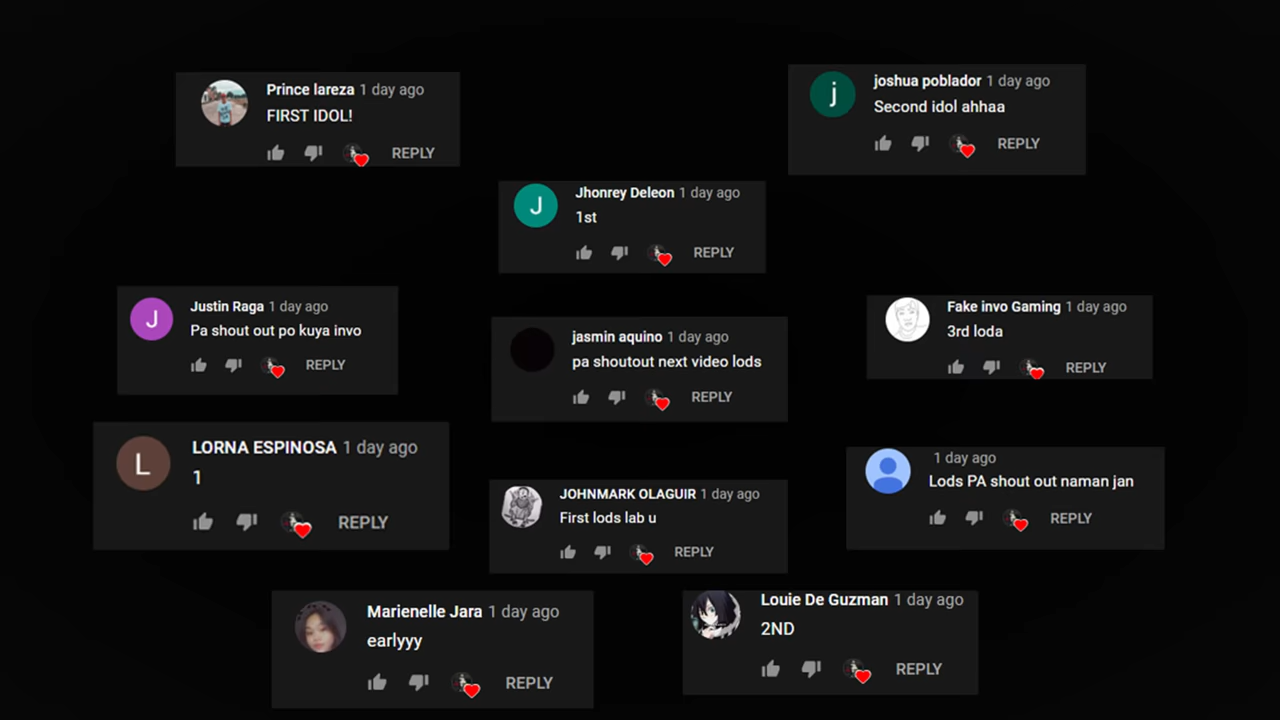 Prince lareza 1 day ago
FIRST IDOL!
REPLY
joshua poblador 1 day ago
Second idol ahhaa
REPLY
Jhonrey Deleon 1 day ago
1st
REPLY
Justin Raga 1 day ago
Pa shout out po kuya invo
REPLY
jasmin aquino 1 day ago
pa shoutout next video lods
REPLY
Fake invo Gaming 1 day ago
3rd loda
REPLY
LORNA ESPINOSA 1 day ago
1
REPLY
JOHNMARK OLAGUIR 1 day ago
First lods lab u
REPLY
1 day ago
Lods PA shout out naman jan
REPLY
Marienelle Jara 1 day ago
earlyyy
REPLY
Louie De Guzman 1 day ago
2ND
REPLY